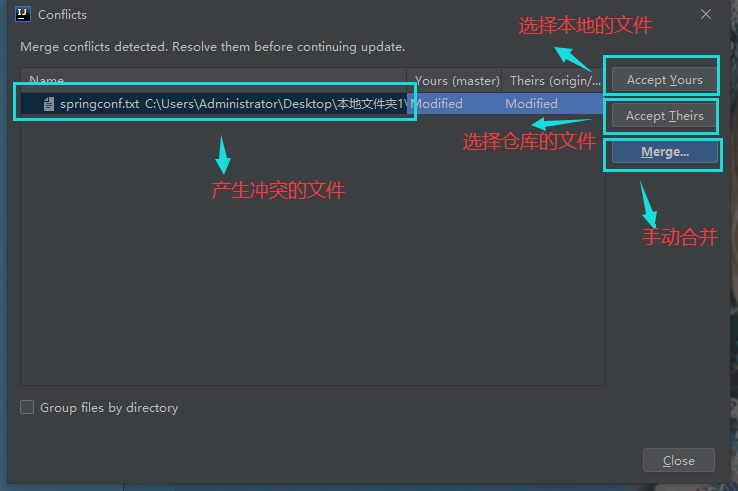 Conflicts
选择本地的文件
Merge conflicts detected. Resolve them before continuing update.
Name Yours (master) Theirs (origin/...
Accept Yours
springconf.txt C:\Users\Administrator\Desktop\本地文件夹1\ Modified Modified
Accept Theirs
选择仓库的文件
Merge...
产生冲突的文件
手动合并
Group files by directory
Close